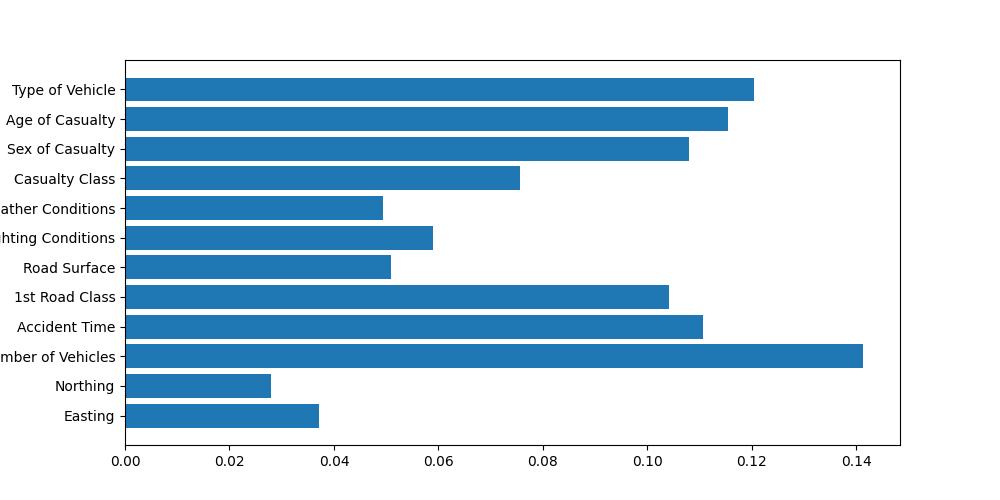 Type of Vehicle
Age of Casualty
Sex of Casualty
Casualty Class
ather Conditions
hting Conditions
Road Surface
1st Road Class
Accident Time
mber of Vehicles
Northing
Easting
0.00 0.02 0.04 0.06 0.08 0.10 0.12 0.14